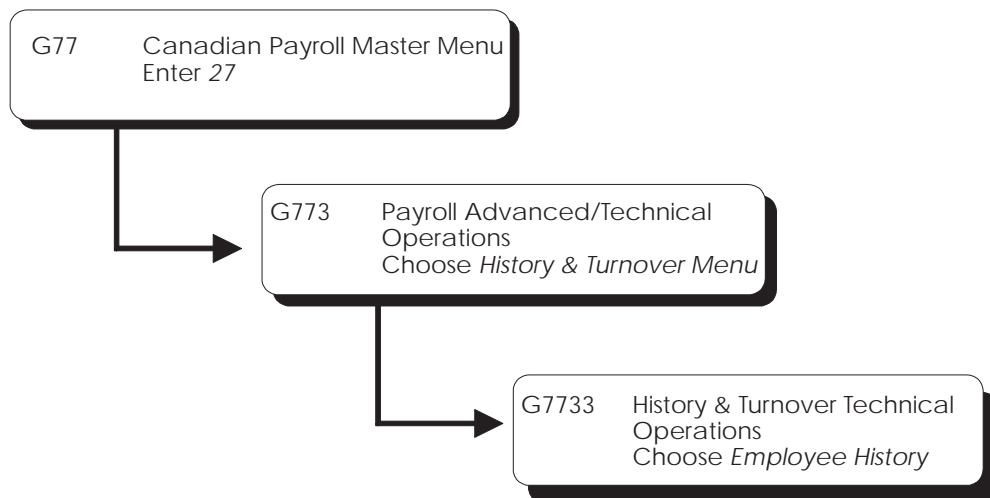 G77 Canadian Payroll Master Menu
Enter 27
G773 Payroll Advanced/Technical
Operations
Choose History & Turnover Menu
G7733 History & Turnover Technical
Operations
Choose Employee History